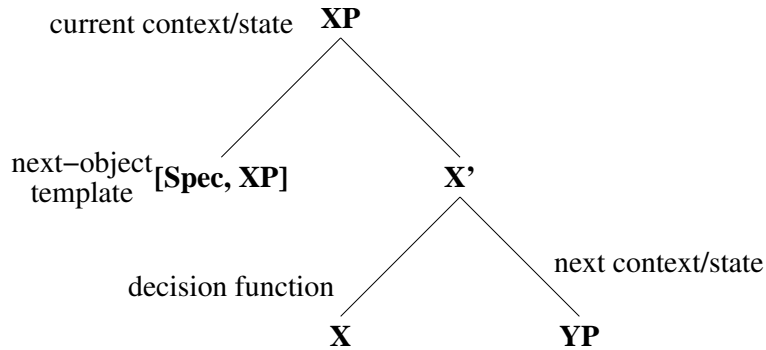 current context/state XP
next−object
template [Spec, XP] X’
decision function
next context/state
X YP